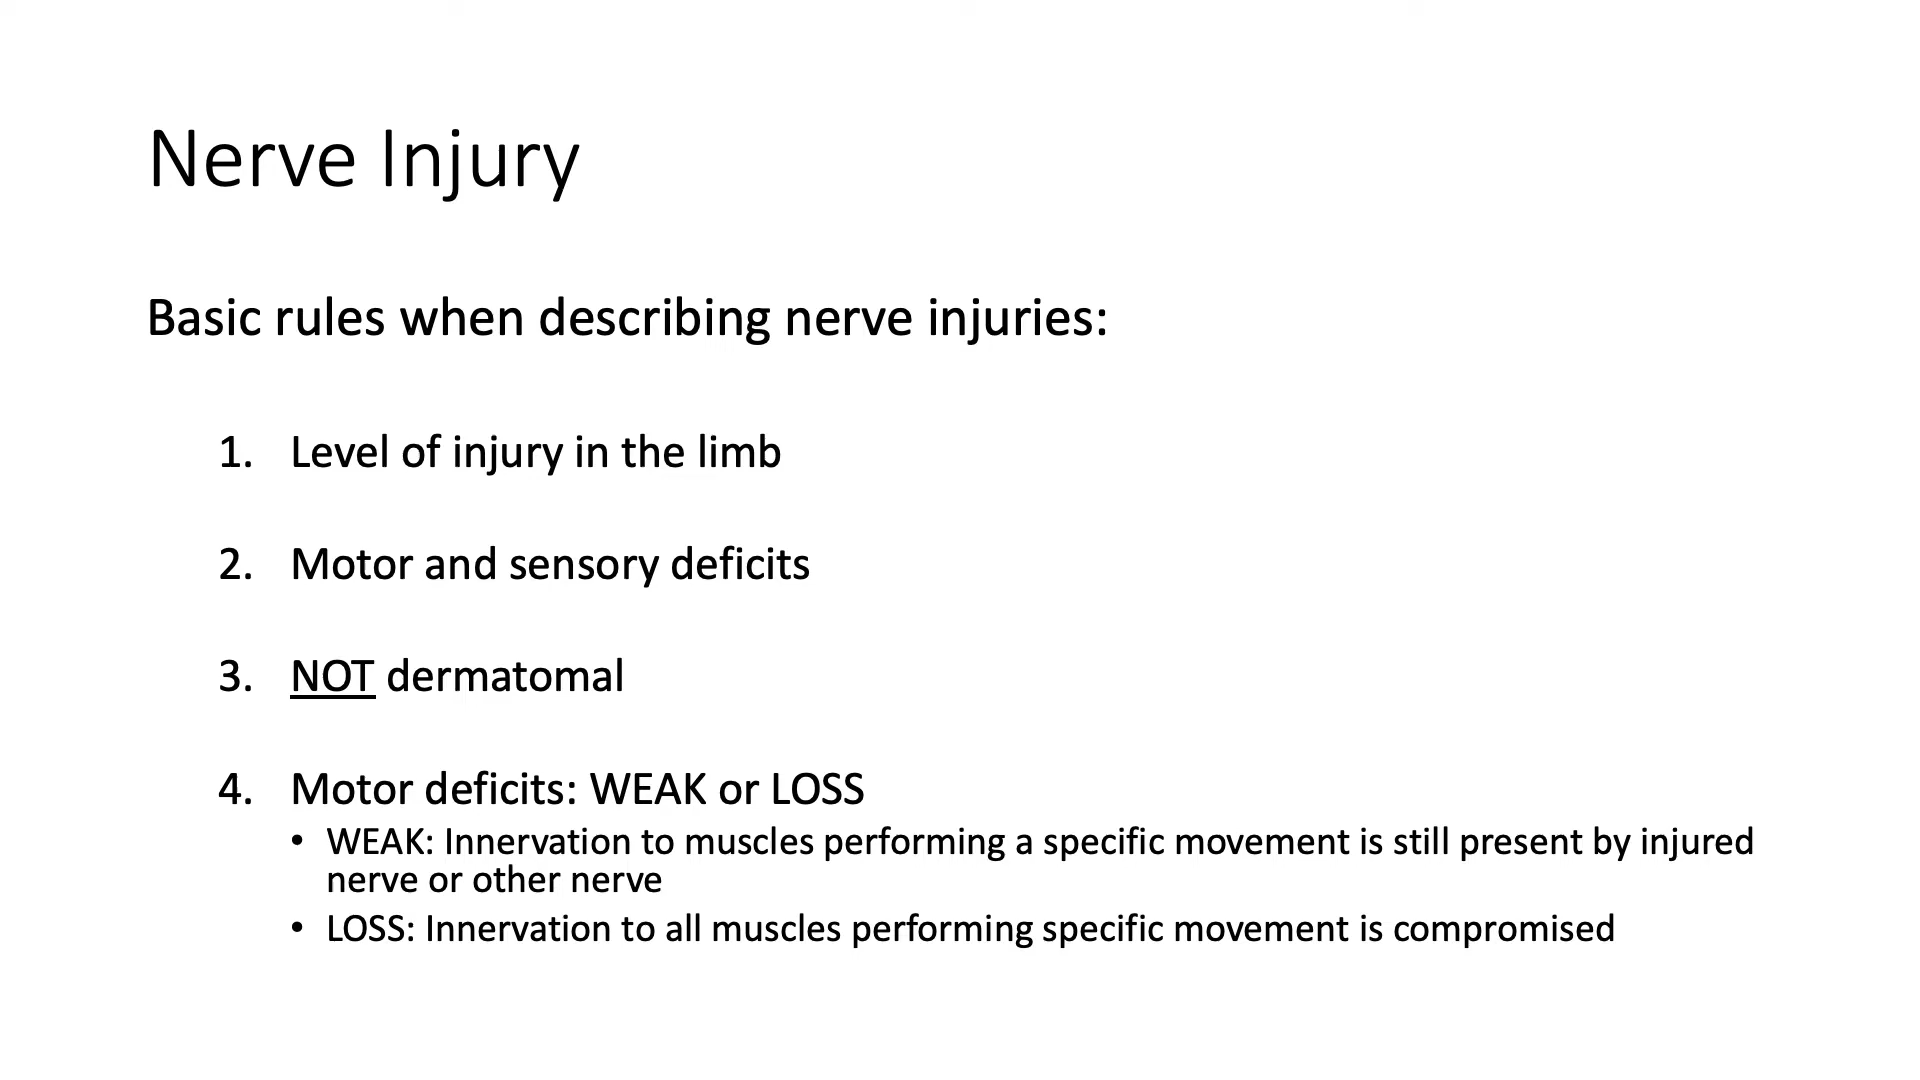 Nerve Injury
Basic rules when describing nerve injuries:
1. Level of injury in the limb
2. Motor and sensory deficits
3. NOT dermatomal
4. Motor deficits: WEAK or LOSS
• WEAK: Innervation to muscles performing a specific movement is still present by injured
nerve or other nerve
• LOSS: Innervation to all muscles performing specific movement is compromised